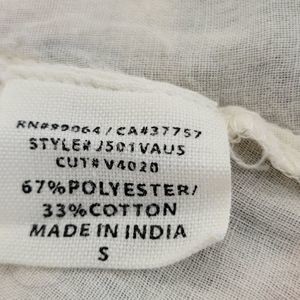 RN#99064 / CA#37757
STYLE#J501VAUS
CUT#V4020
67%POLYESTER/
33%COTTON
MADE IN INDIA
S